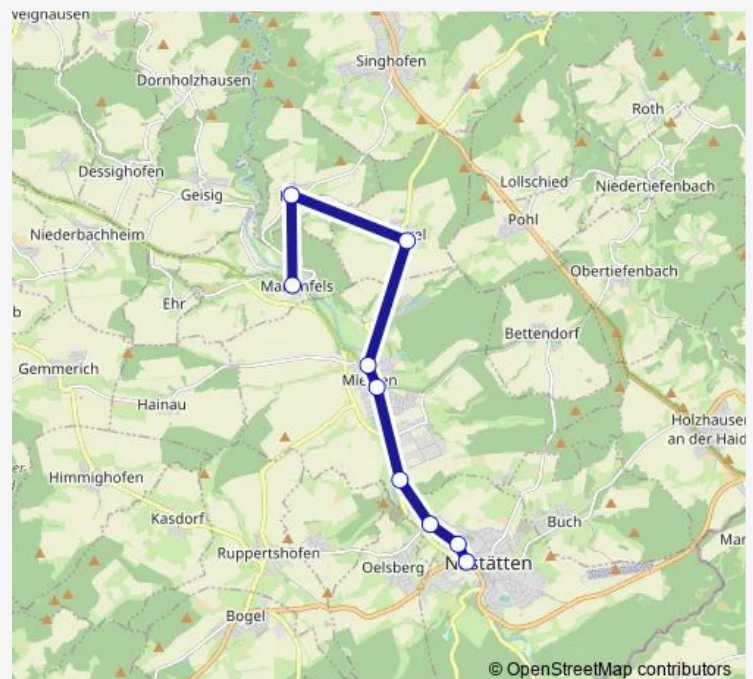 Singhofen
Dornholzhausen
Roth
Dessighofen
Lollschied
Niedertiefenbach
Geisig
Pohl
Niederbachheim
Obertiefenbach
Ehr
Bettendorf
Gemmerich
Hainau
Holzhausen
an der Haid
Himmighofen
Kasdorf
Buch
Ruppertshofen
Oelsberg
Bogel
© OpenStreetMap contributors